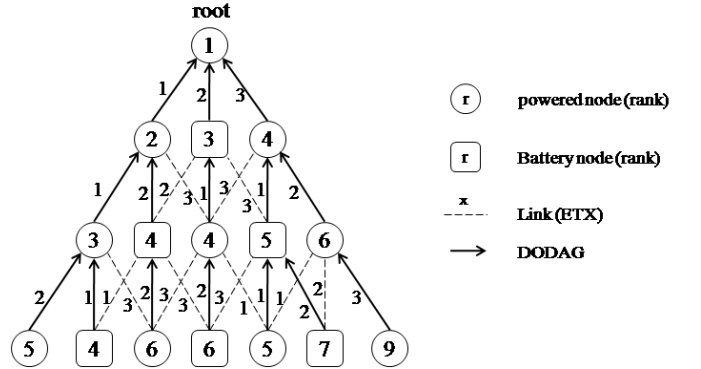 root
1
1 2 3
2 3 4
1 2 2 3 1 3 3 1 2
3 4 4 5 6
2 1 1 3 2 3 3 2 3 1 1 1 2 2 3
5 4 6 6 5 7 9
r powered node (rank)
r Battery node (rank)
x Link (ETX)
DODAG